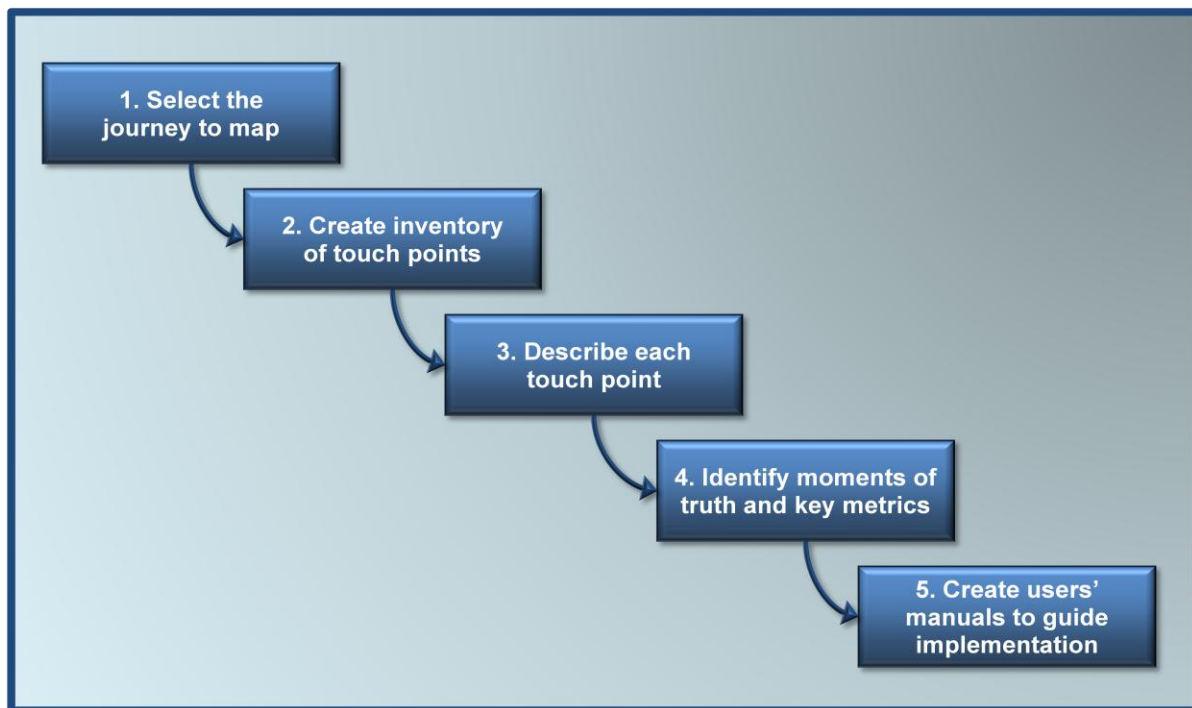 1. Select the
journey to map
2. Create inventory
of touch points
3. Describe each
touch point
4. Identify moments of
truth and key metrics
5. Create users’
manuals to guide
implementation